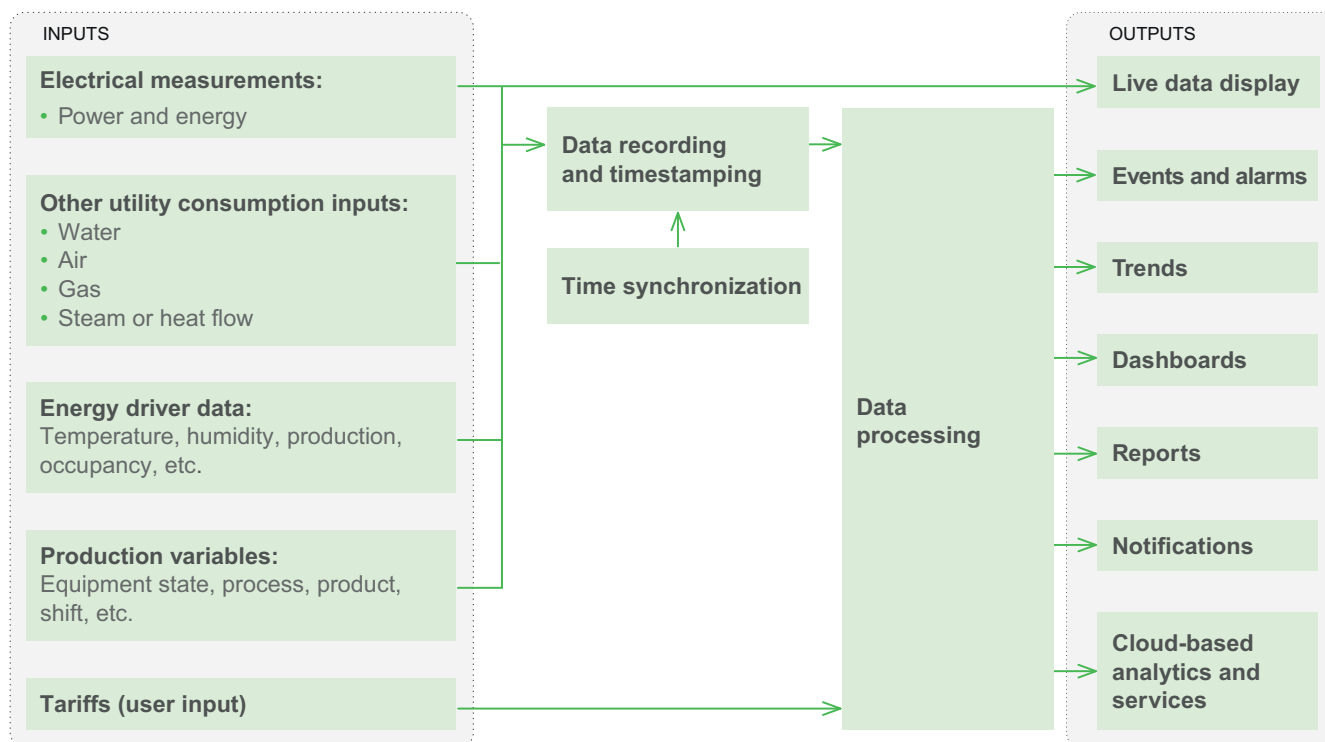 INPUTS
Electrical measurements:
• Power and energy
Other utility consumption inputs:
• Water
• Air
• Gas
• Steam or heat flow
Energy driver data:
Temperature, humidity, production,
occupancy, etc.
Production variables:
Equipment state, process, product,
shift, etc.
Tariffs (user input)
Data recording
and timestamping
Time synchronization
Data
processing
OUTPUTS
Live data display
Events and alarms
Trends
Dashboards
Reports
Notifications
Cloud-based
analytics and
services